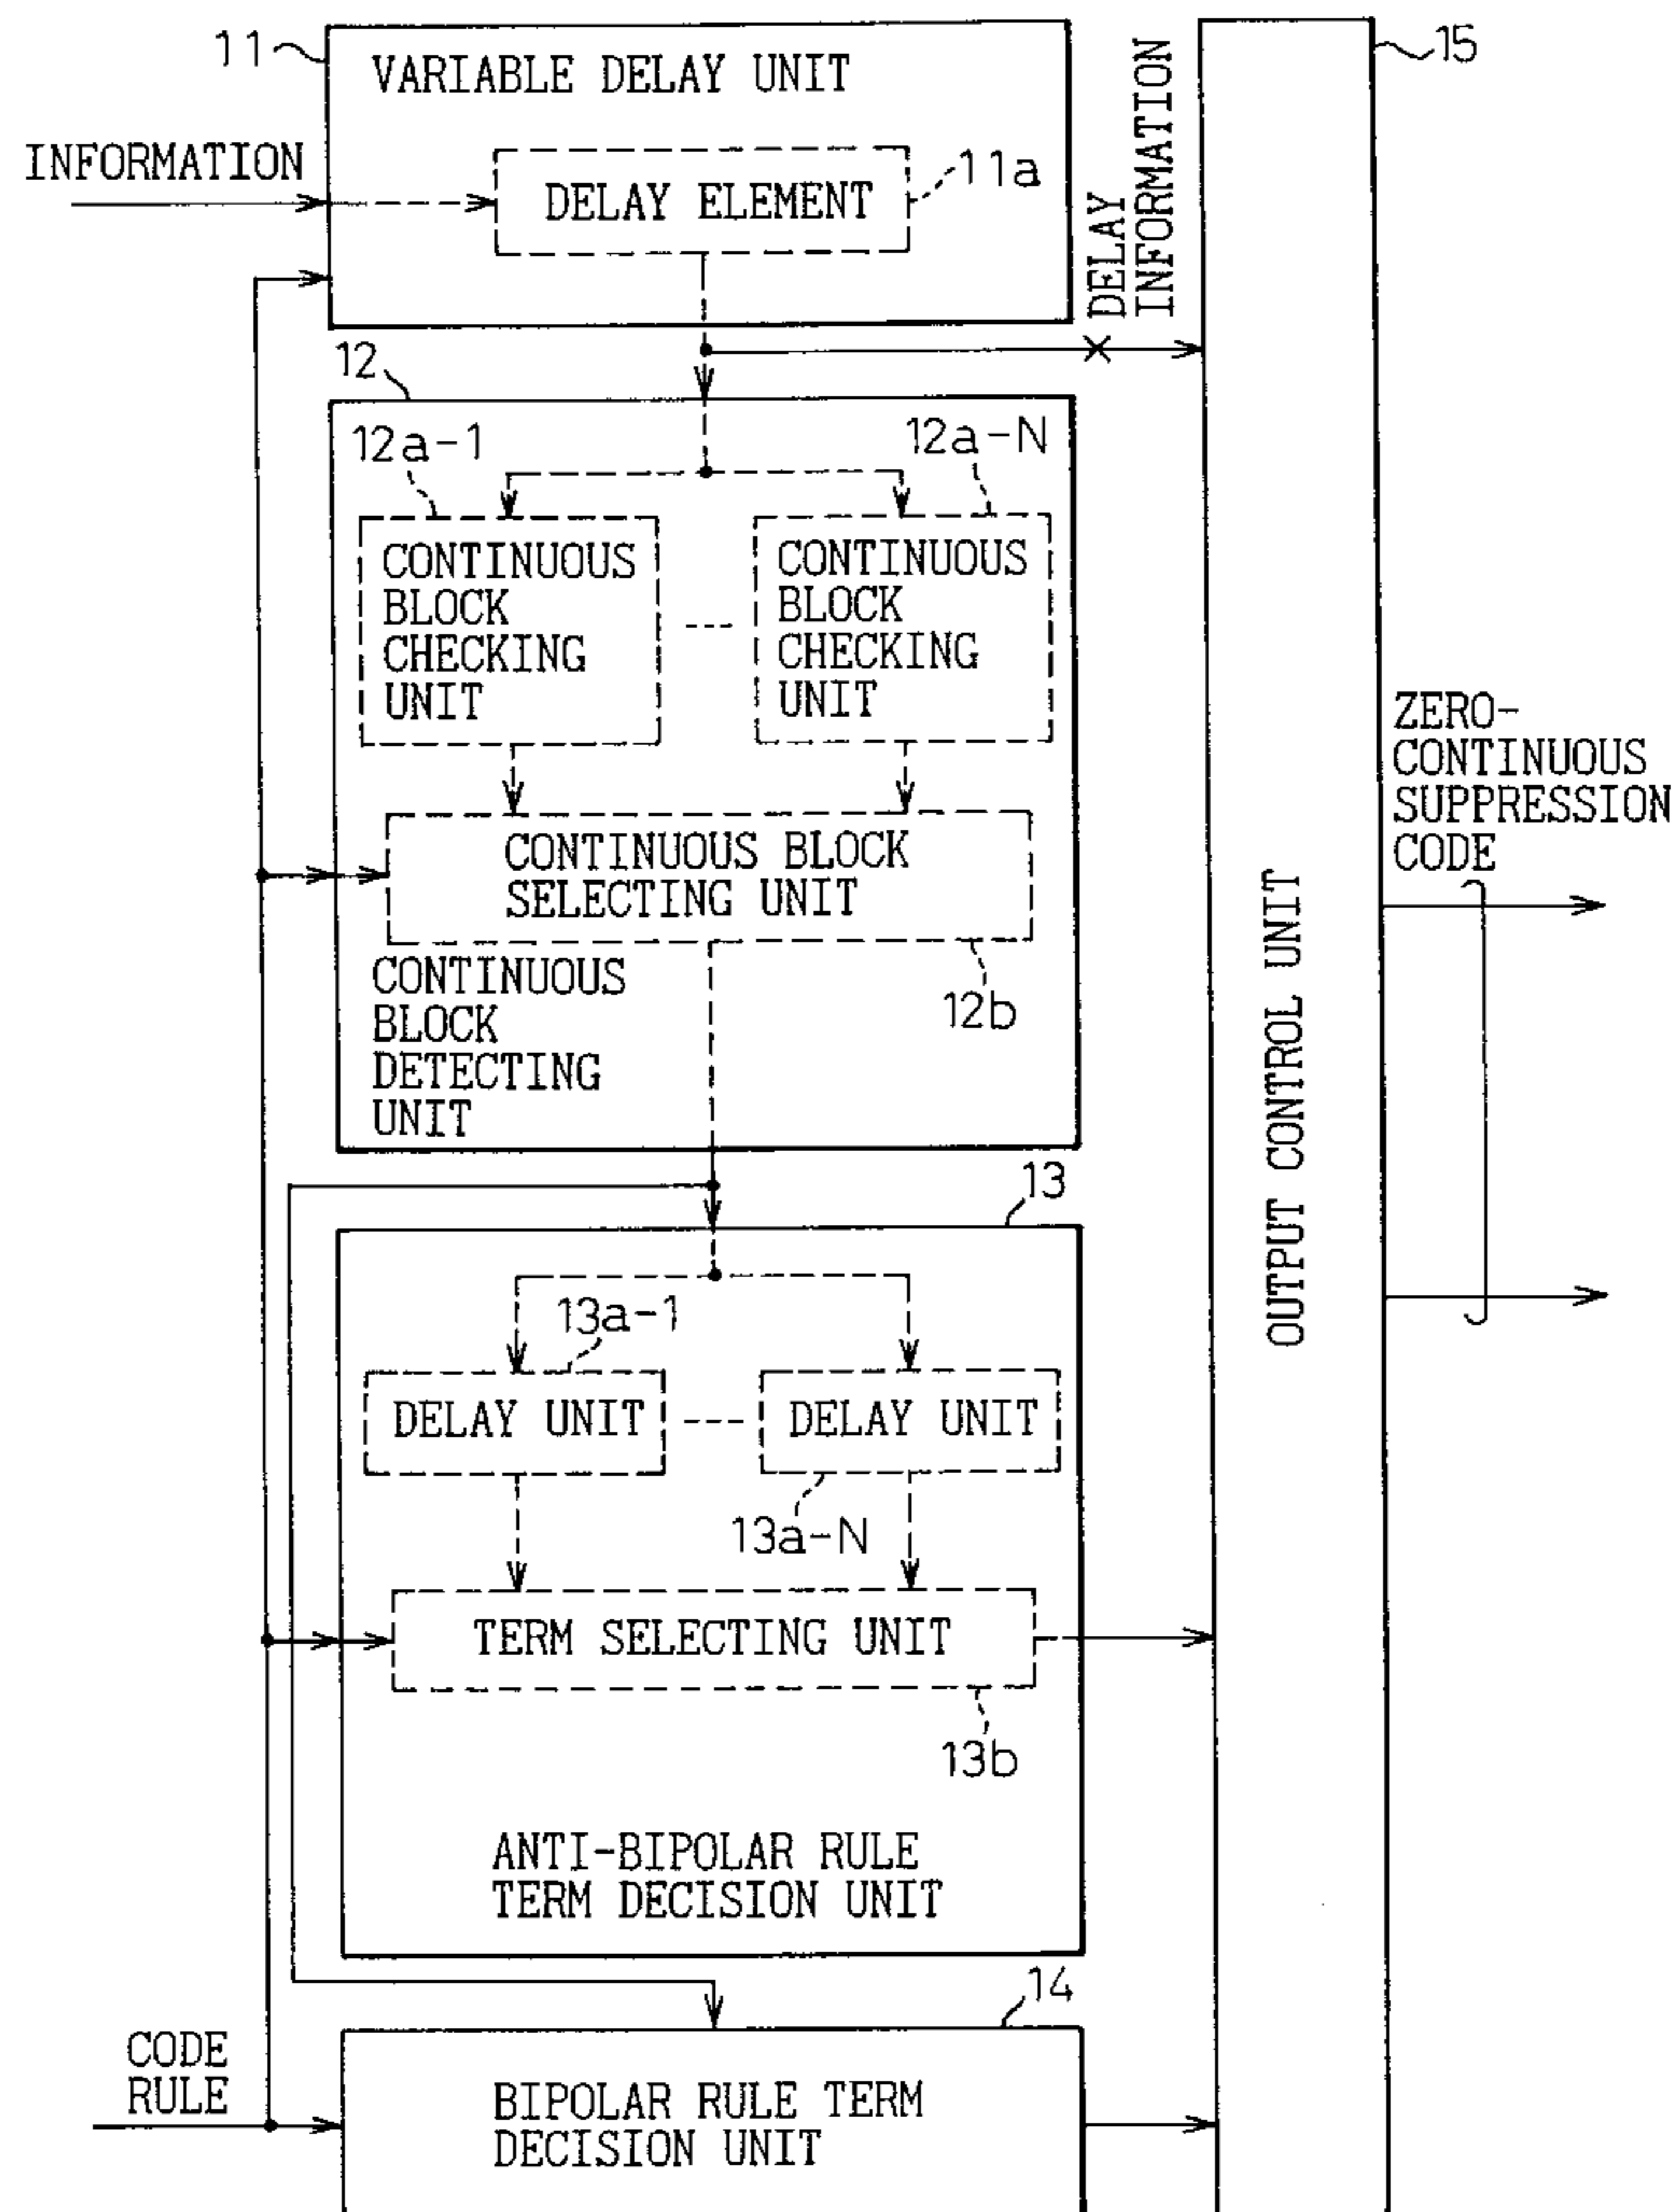 11
VARIABLE DELAY UNIT
INFORMATION
DELAY ELEMENT
11a
DELAY
INFORMATION
15
12
12a-1
12a-N
CONTINUOUS
BLOCK
CHECKING
UNIT
CONTINUOUS
BLOCK
CHECKING
UNIT
CONTINUOUS BLOCK
SELECTING UNIT
12b
CONTINUOUS
BLOCK
DETECTING
UNIT
ZERO-
CONTINUOUS
SUPPRESSION
CODE
OUTPUT CONTROL UNIT
13
13a-1
DELAY UNIT
DELAY UNIT
13a-N
TERM SELECTING UNIT
13b
ANTI-BIPOLAR RULE
TERM DECISION UNIT
14
CODE
RULE
BIPOLAR RULE TERM
DECISION UNIT